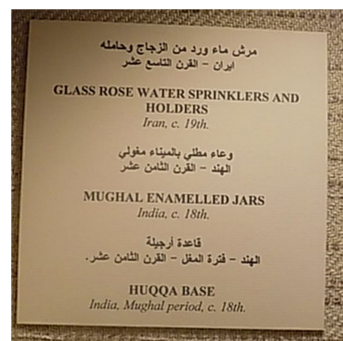 مرش ماء ورد من الزجاج وحامله
ايران - القرن التاسع عشر
GLASS ROSE WATER SPRINKLERS AND
HOLDERS
Iran, c. 19th.
وعاء مطلي بالميناء مغولي
الهند - القرن الثامن عشر
MUGHAL ENAMELLED JARS
India, c. 18th.
قاعدة أرجيلة
الهند - فترة المغل - القرن الثامن عشر.
HUQQA BASE
India, Mughal period, c. 18th.